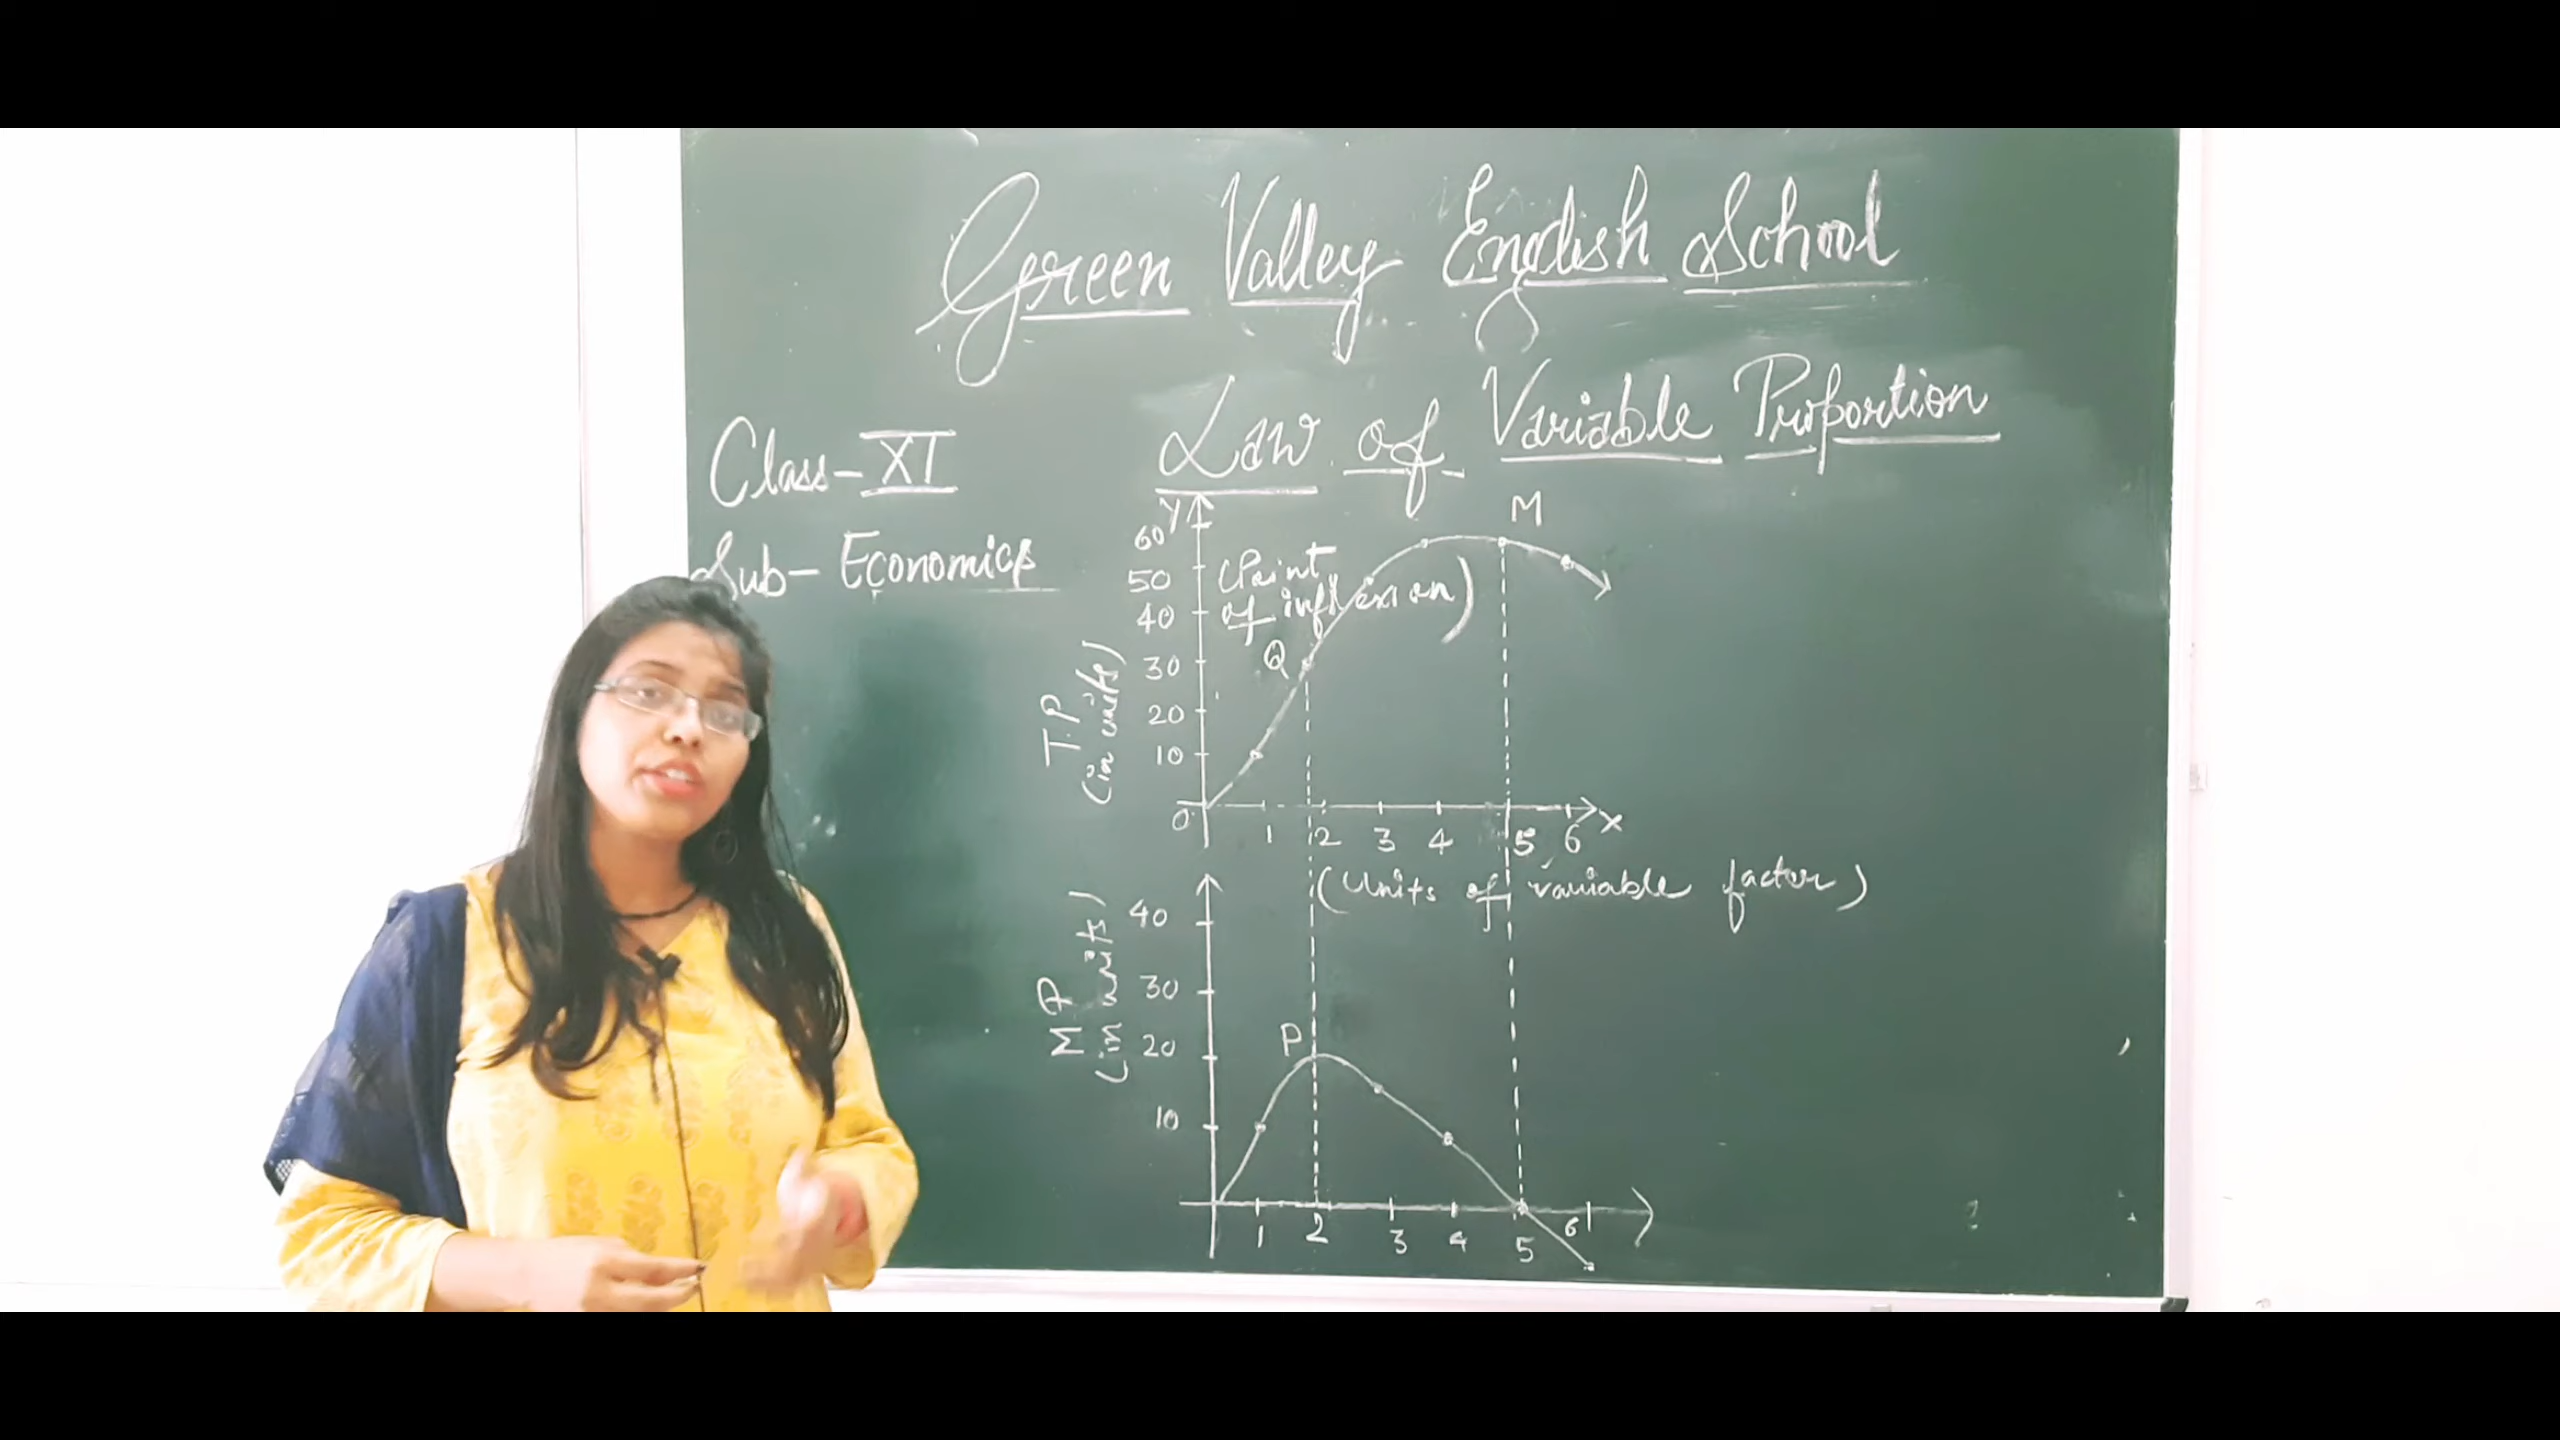 Green Valley English School
Law of Variable Proportion
Class - XI
Sub - Economics
Y
M
60
50
40
30
20
10
0
(Point
of inflexion)
Q
T.P
(in units)
1 2 3 4 5 6 X
(Units of variable factor)
40
30
20
10
MP
(in units)
P
1 2 3 4 5 6